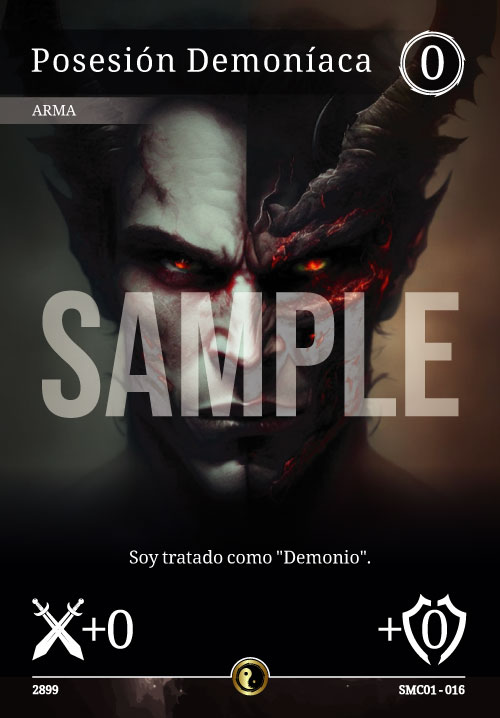 Posesión Demoníaca 0
ARMA
SAMPLE
Soy tratado como "Demonio".
+0 +0
2899 SMC01 - 016